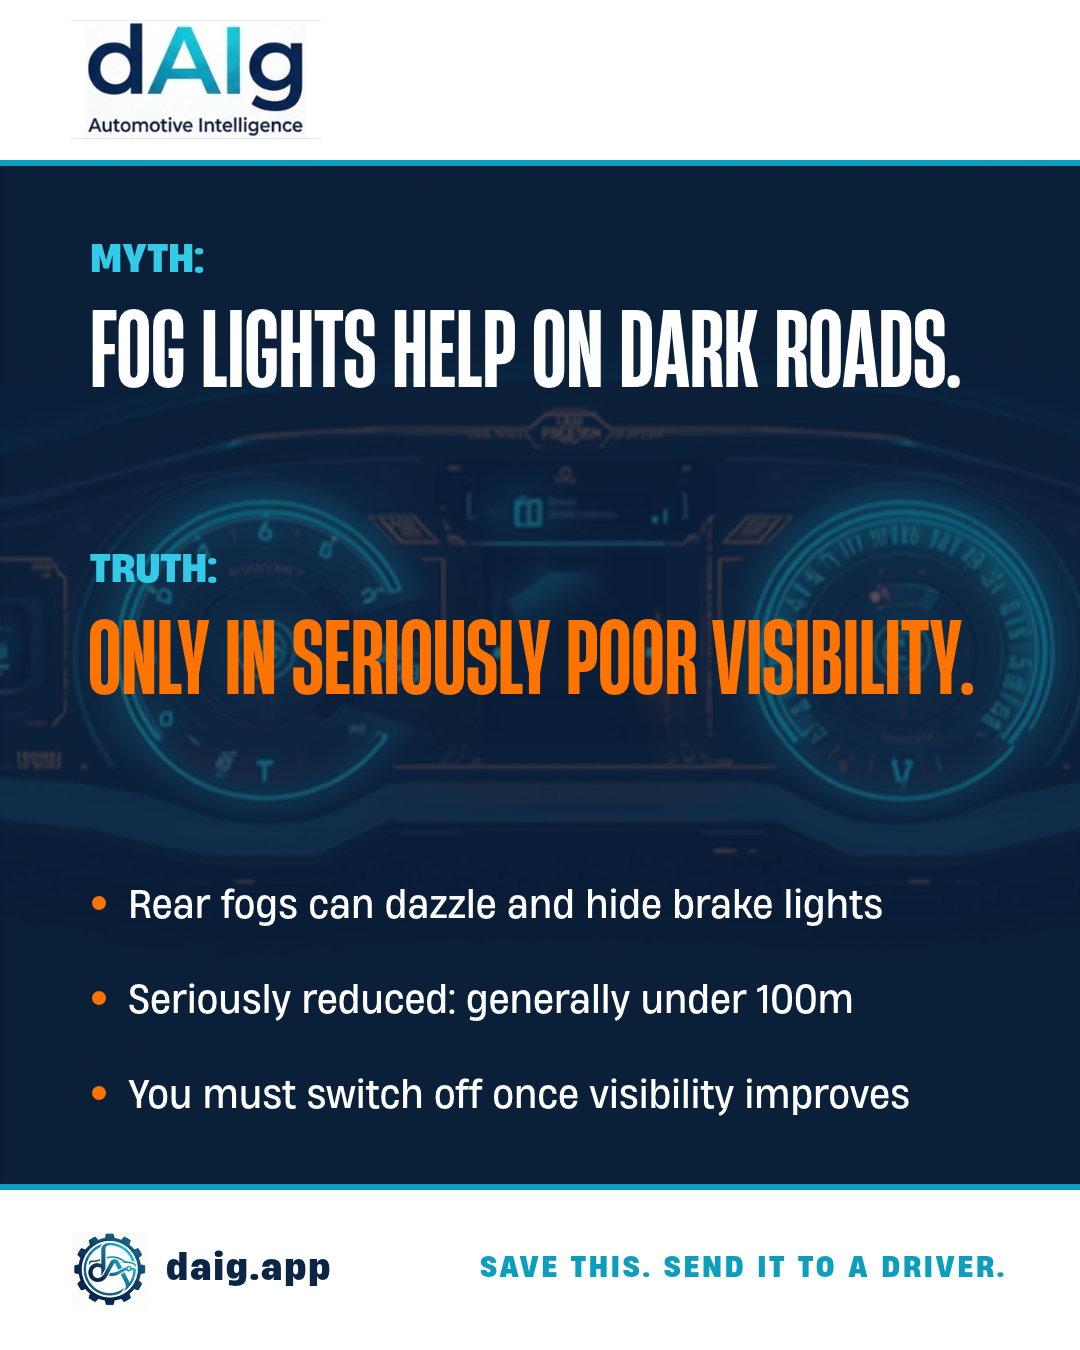 dAIg
Automotive Intelligence
MYTH:
FOG LIGHTS HELP ON DARK ROADS.
TRUTH:
ONLY IN SERIOUSLY POOR VISIBILITY.
• Rear fogs can dazzle and hide brake lights
• Seriously reduced: generally under 100m
• You must switch off once visibility improves
daig.app
SAVE THIS. SEND IT TO A DRIVER.